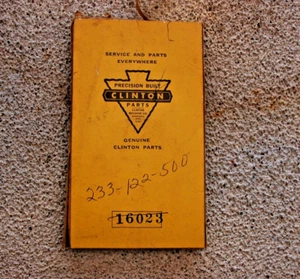 SERVICE AND PARTS
EVERYWHERE
PRECISION BUILT
CLINTON
PARTS
GENUINE
CLINTON PARTS
233-122-500
16023